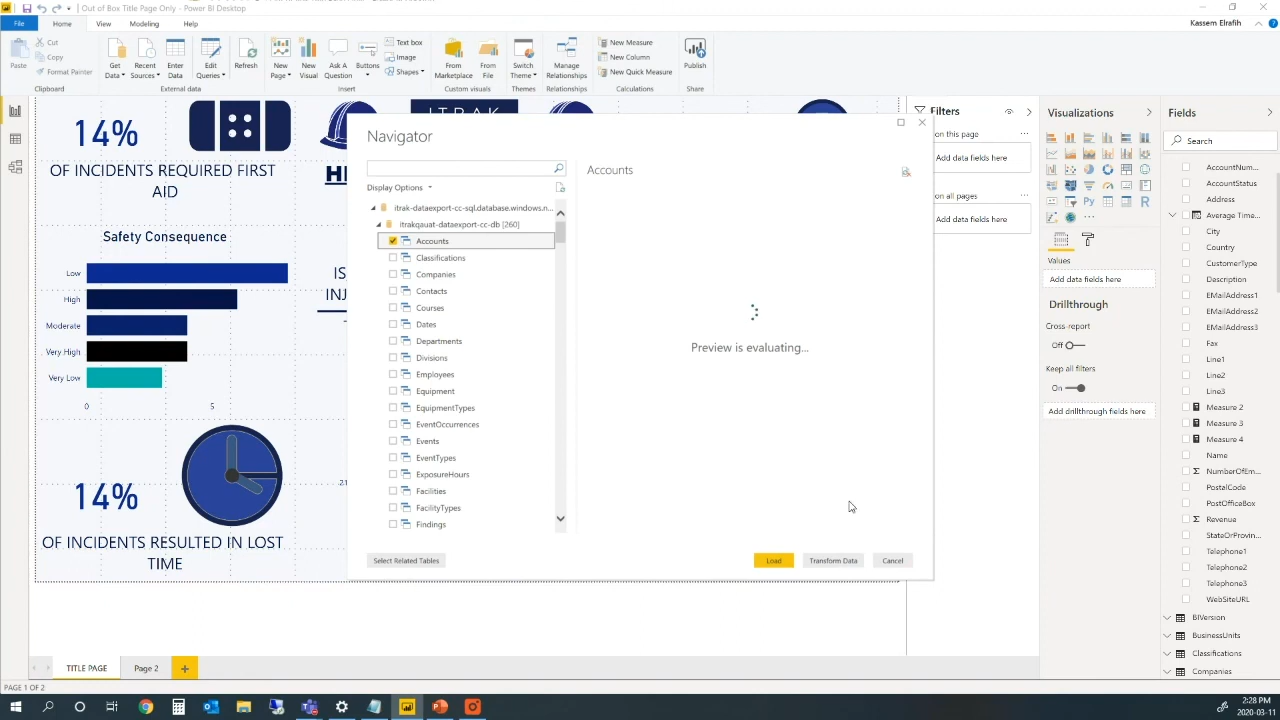 Out of Box Title Page Only - Power BI Desktop
File
Home
View
Modeling
Help
Kassem Elrafih
Paste
Cut
Copy
Format Painter
Clipboard
Get Data
Recent Sources
Enter Data
Edit Queries
Refresh
External data
New Page
New Visual
Ask A Question
Buttons
Text box
Image
Shapes
Insert
From Marketplace
From File
Custom visuals
Switch Theme
Themes
Manage Relationships
Relationships
New Measure
New Column
New Quick Measure
Calculations
Publish
Share
14%
OF INCIDENTS REQUIRED FIRST
AID
Safety Consequence
Low
High
Moderate
Very High
Very Low
0
5
14%
OF INCIDENTS RESULTED IN LOST
TIME
ITRAK
IS
INJ
Navigator
Display Options
itrak-dataexport-cc-sql.database.windows.n...
itrakqauat-dataexport-cc-db [260]
Accounts
Classifications
Companies
Contacts
Courses
Dates
Departments
Divisions
Employees
Equipment
EquipmentTypes
EventOccurrences
Events
EventTypes
ExposureHours
Facilities
FacilityTypes
Findings
Accounts
Preview is evaluating...
Select Related Tables
Load
Transform Data
Cancel
Filters
on this page
...
Add data fields here
on all pages
...
Add data fields here
Visualizations
Values
Add data fields here
Drillthrough
Cross-report
Off
Keep all filters
On
Add drillthrough fields here
Fields
Search
AccountNum...
AccountStatus
Address
Average Time...
City
Country
CustomerType
Description
EMailAddress1
EMailAddress2
EMailAddress3
Fax
Line1
Line2
Line3
Measure 2
Measure 3
Measure 4
Name
NumberOfEm...
PostalCode
PostOfficeBox
Revenue
StateOrProvin...
Telephone1
Telephone2
Telephone3
WebSiteURL
BIVersion
BusinessUnits
Classifications
Companies
TITLE PAGE
Page 2
PAGE 1 OF 2
2:28 PM
2020-03-11